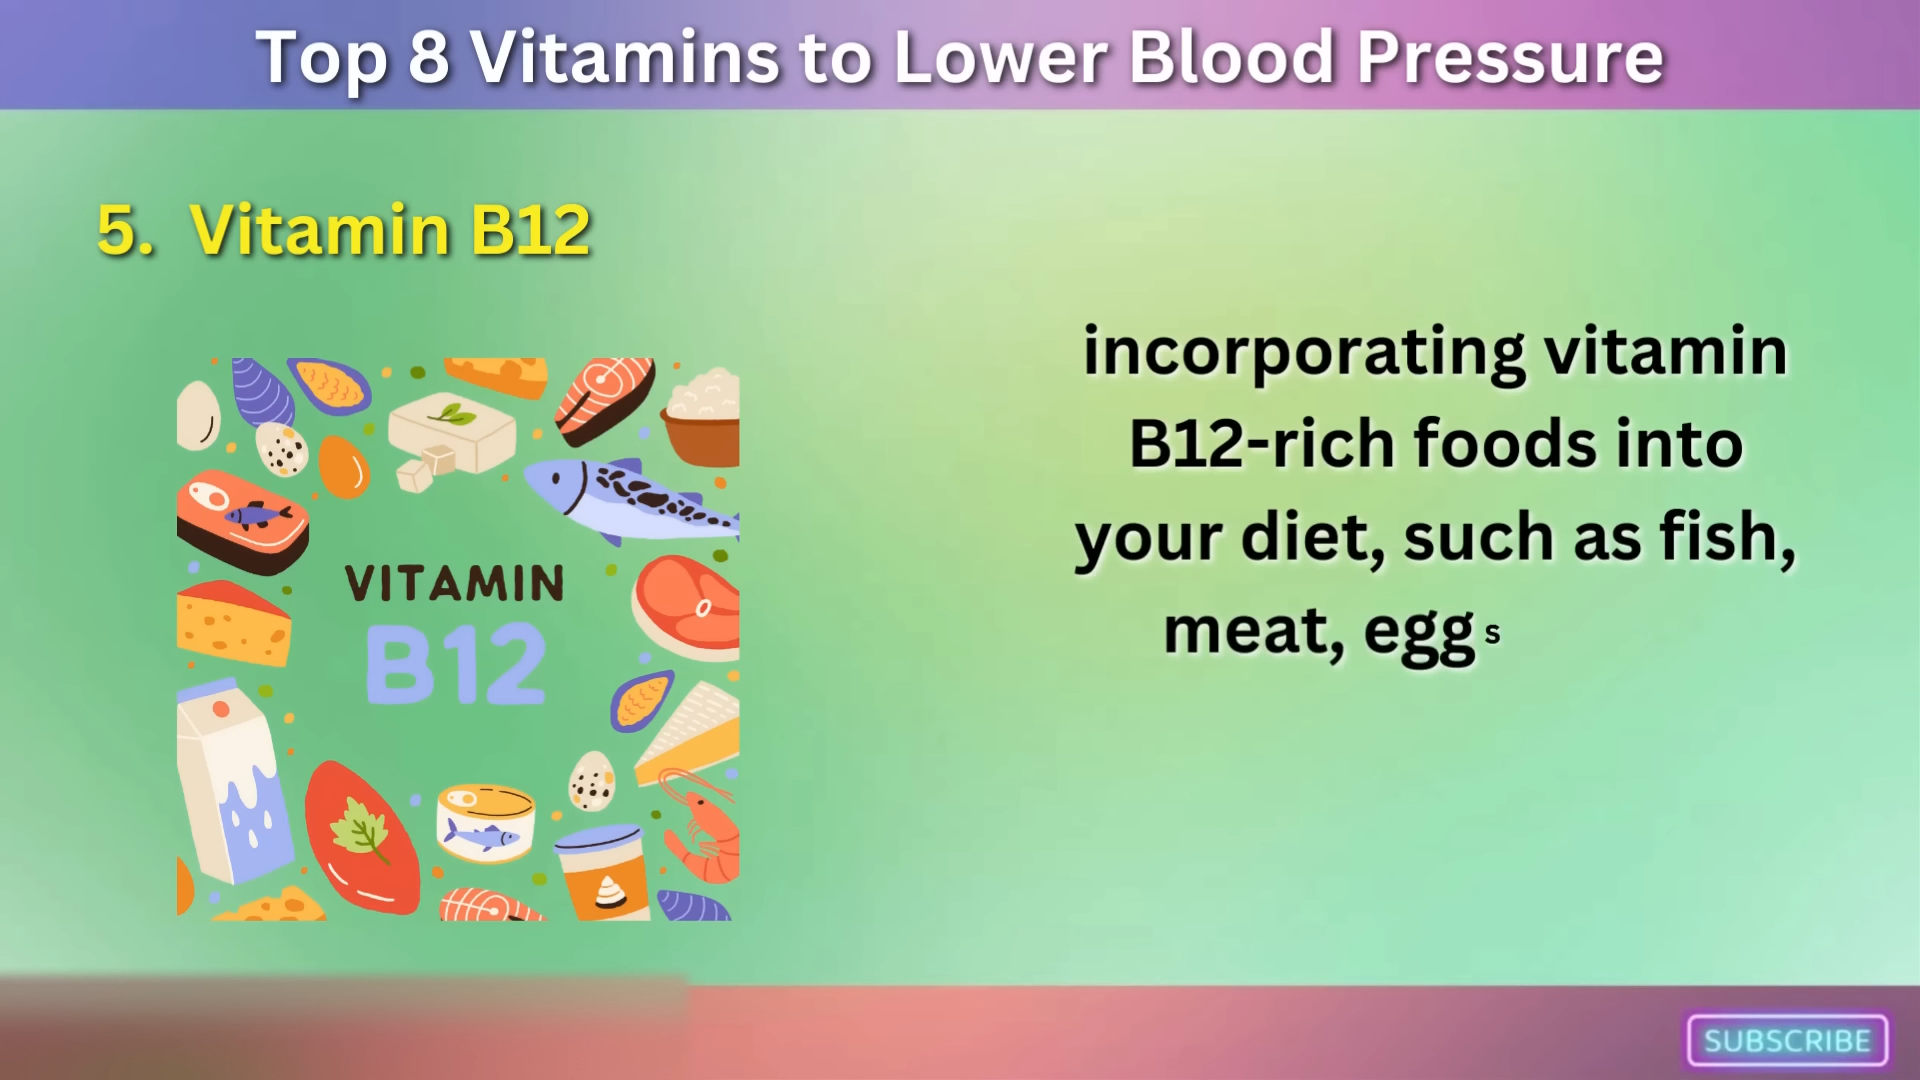 Top 8 Vitamins to Lower Blood Pressure
5. Vitamin B12
VITAMIN
B12
incorporating vitamin
B12-rich foods into
your diet, such as fish,
meat, eggs
SUBSCRIBE